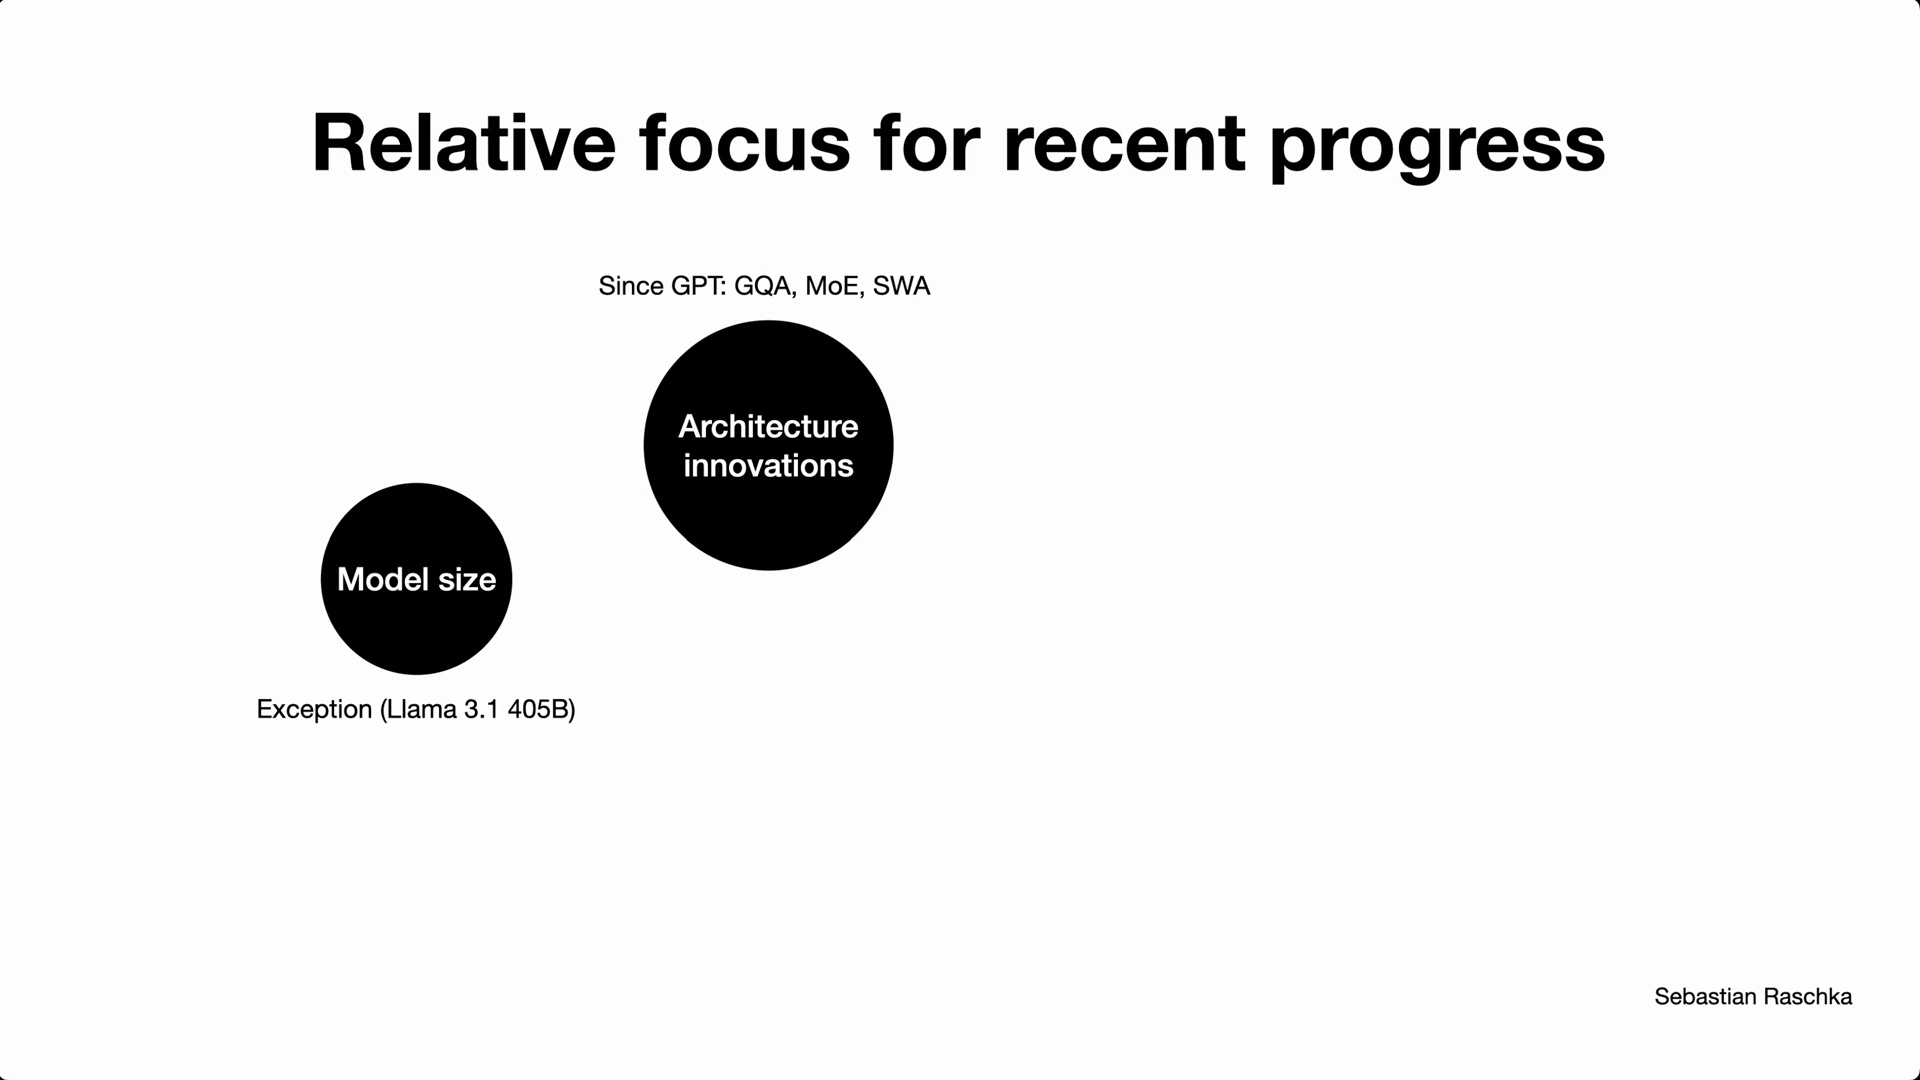 Relative focus for recent progress
Since GPT: GQA, MoE, SWA
Architecture
innovations
Model size
Exception (Llama 3.1 405B)
Sebastian Raschka